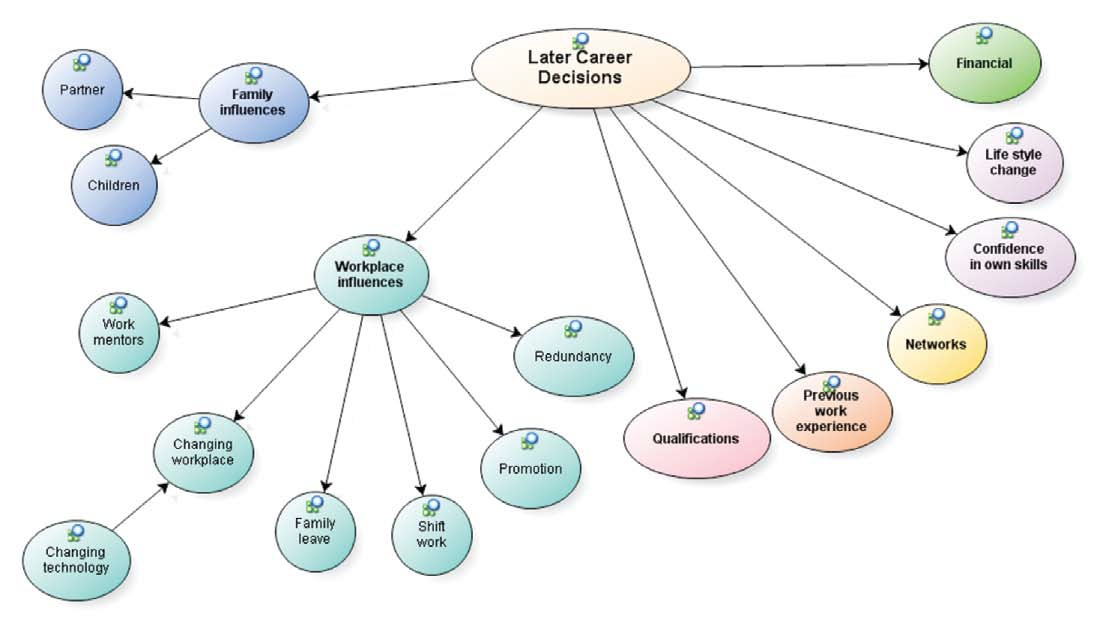 Later Career
Decisions
Financial
Partner
Family
influences
Life style
change
Children
Confidence
in own skills
Workplace
influences
Work
mentors
Networks
Redundancy
Previous
work
experience
Qualifications
Changing
workplace
Promotion
Family
leave
Shift
work
Changing
technology